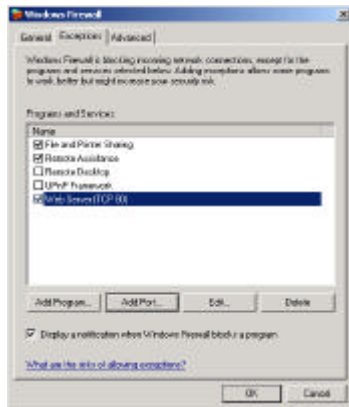 Windows Firewall
General Exceptions Advanced
Windows Firewall is blocking incoming network connections, except for the
programs and services selected below. Adding exceptions allows some programs
to work better but might increase your security risk.
Programs and Services:
Name
File and Printer Sharing
Remote Assistance
Remote Desktop
UPnP Framework
Web Server (TCP 80)
Add Program... Add Port... Edit... Delete
Display a notification when Windows Firewall blocks a program
What are the risks of allowing exceptions?
OK Cancel